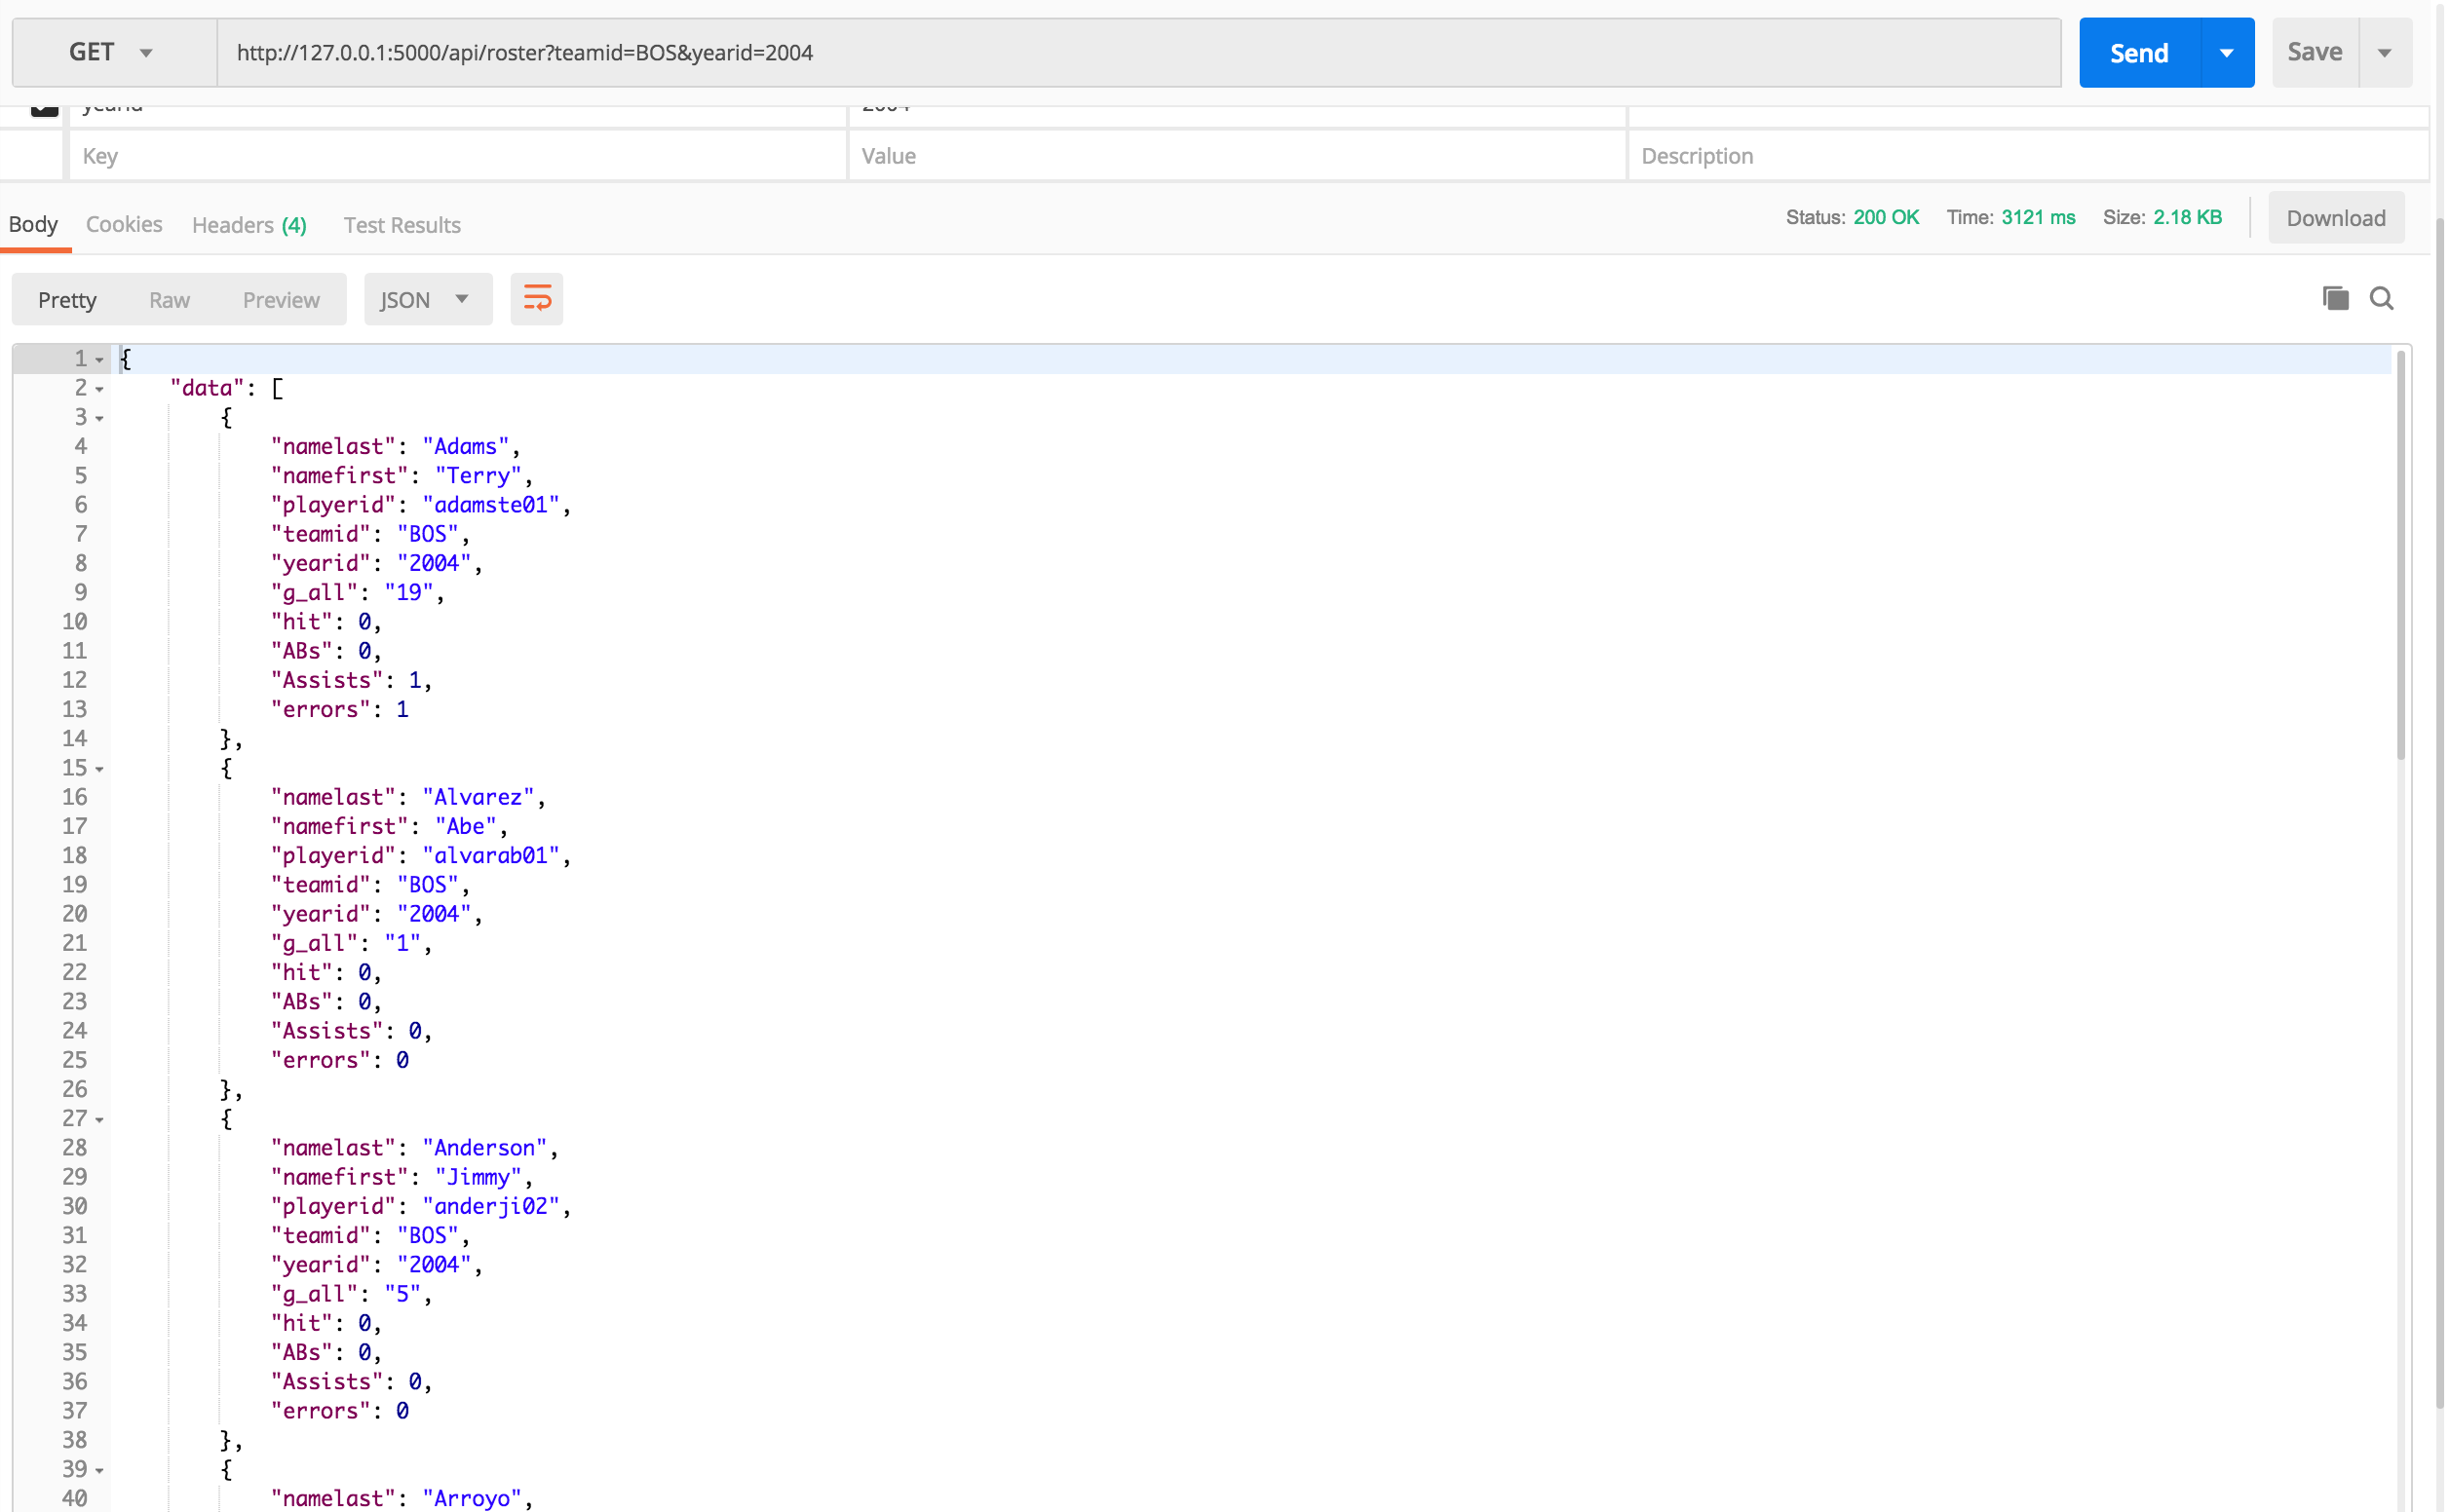 GET http://127.0.0.1:5000/api/roster?teamid=BOS&yearid=2004 Send Save
yearid 2004
Key Value Description
Body Cookies Headers (4) Test Results Status: 200 OK Time: 3121 ms Size: 2.18 KB Download
Pretty Raw Preview JSON
1 {
2 "data": [
3 {
4 "namelast": "Adams",
5 "namefirst": "Terry",
6 "playerid": "adamste01",
7 "teamid": "BOS",
8 "yearid": "2004",
9 "g_all": "19",
10 "hit": 0,
11 "ABs": 0,
12 "Assists": 1,
13 "errors": 1
14 },
15 {
16 "namelast": "Alvarez",
17 "namefirst": "Abe",
18 "playerid": "alvarab01",
19 "teamid": "BOS",
20 "yearid": "2004",
21 "g_all": "1",
22 "hit": 0,
23 "ABs": 0,
24 "Assists": 0,
25 "errors": 0
26 },
27 {
28 "namelast": "Anderson",
29 "namefirst": "Jimmy",
30 "playerid": "anderji02",
31 "teamid": "BOS",
32 "yearid": "2004",
33 "g_all": "5",
34 "hit": 0,
35 "ABs": 0,
36 "Assists": 0,
37 "errors": 0
38 },
39 {
40 "namelast": "Arroyo",